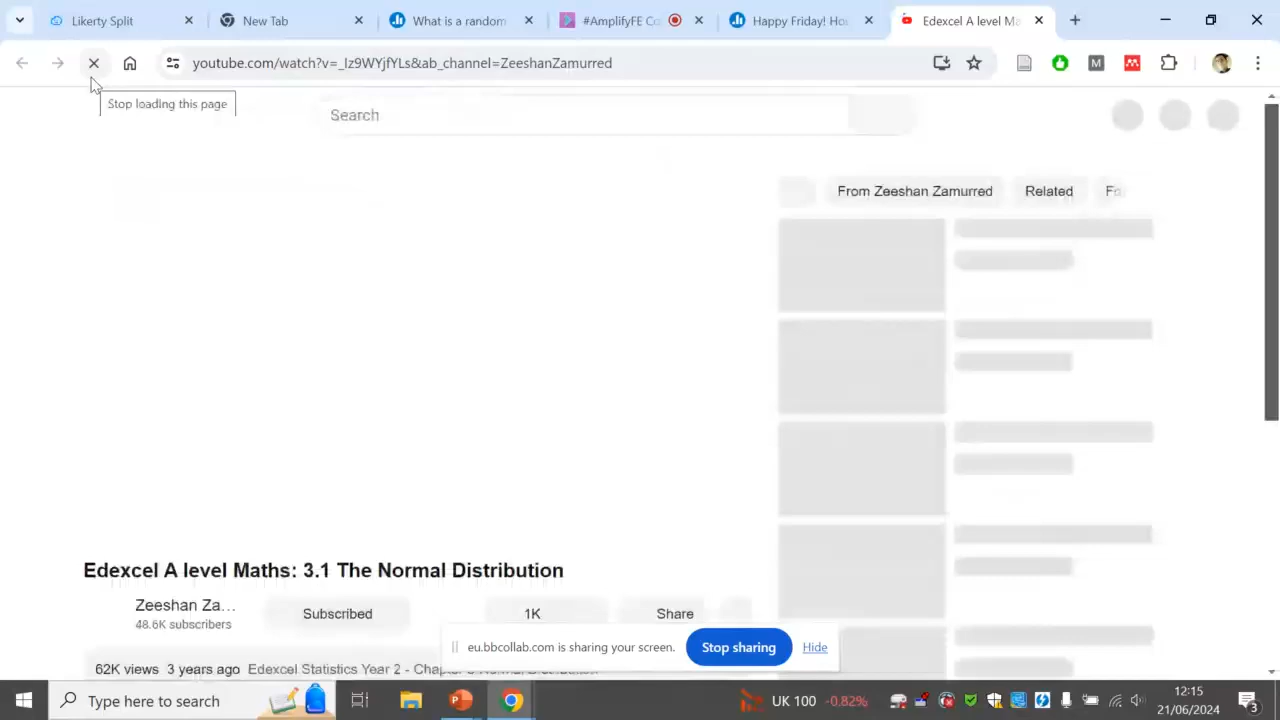 Likerty Split
New Tab
What is a random
#AmplifyFE Co
Happy Friday! Ho
Edexcel A level Ma
youtube.com/watch?v=_Iz9WYjfYLs&ab_channel=ZeeshanZamurred
Stop loading this page
Search
From Zeeshan Zamurred
Related
Edexcel A level Maths: 3.1 The Normal Distribution
Zeeshan Za...
48.6K subscribers
Subscribed
1K
Share
eu.bbcollab.com is sharing your screen.
Stop sharing
Hide
62K views 3 years ago Edexcel Statistics Year 2 -
Type here to search
UK 100 -0.82%
12:15
21/06/2024
3